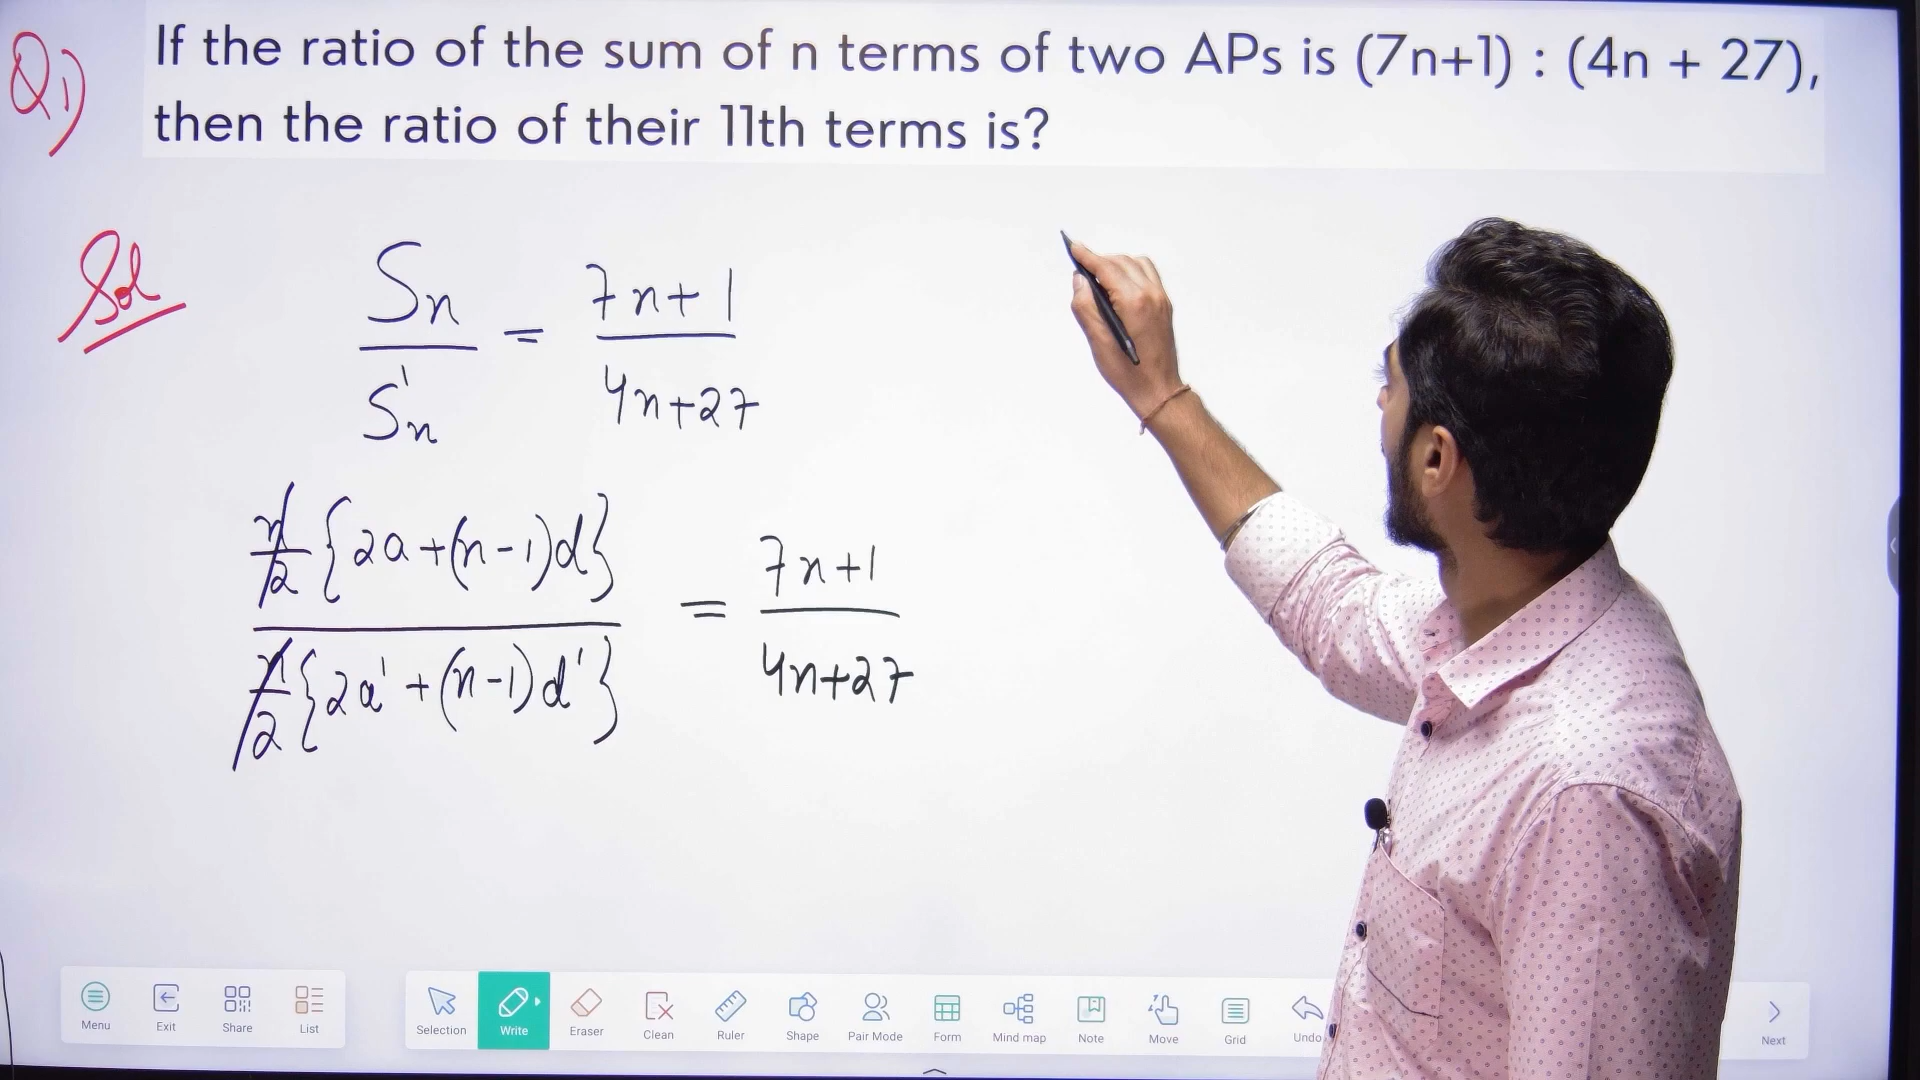 Q1)
If the ratio of the sum of n terms of two APs is (7n+1) : (4n + 27),
then the ratio of their 11th terms is?
Sol
Sn / S'n = 7n+1 / 4n+27
n/2 {2a+(n-1)d} / n/2 {2a'+(n-1)d'} = 7n+1 / 4n+27
Menu Exit Share List Selection Write Eraser Clean Ruler Shape Pair Mode Form Mind map Note Move Grid Undo Next